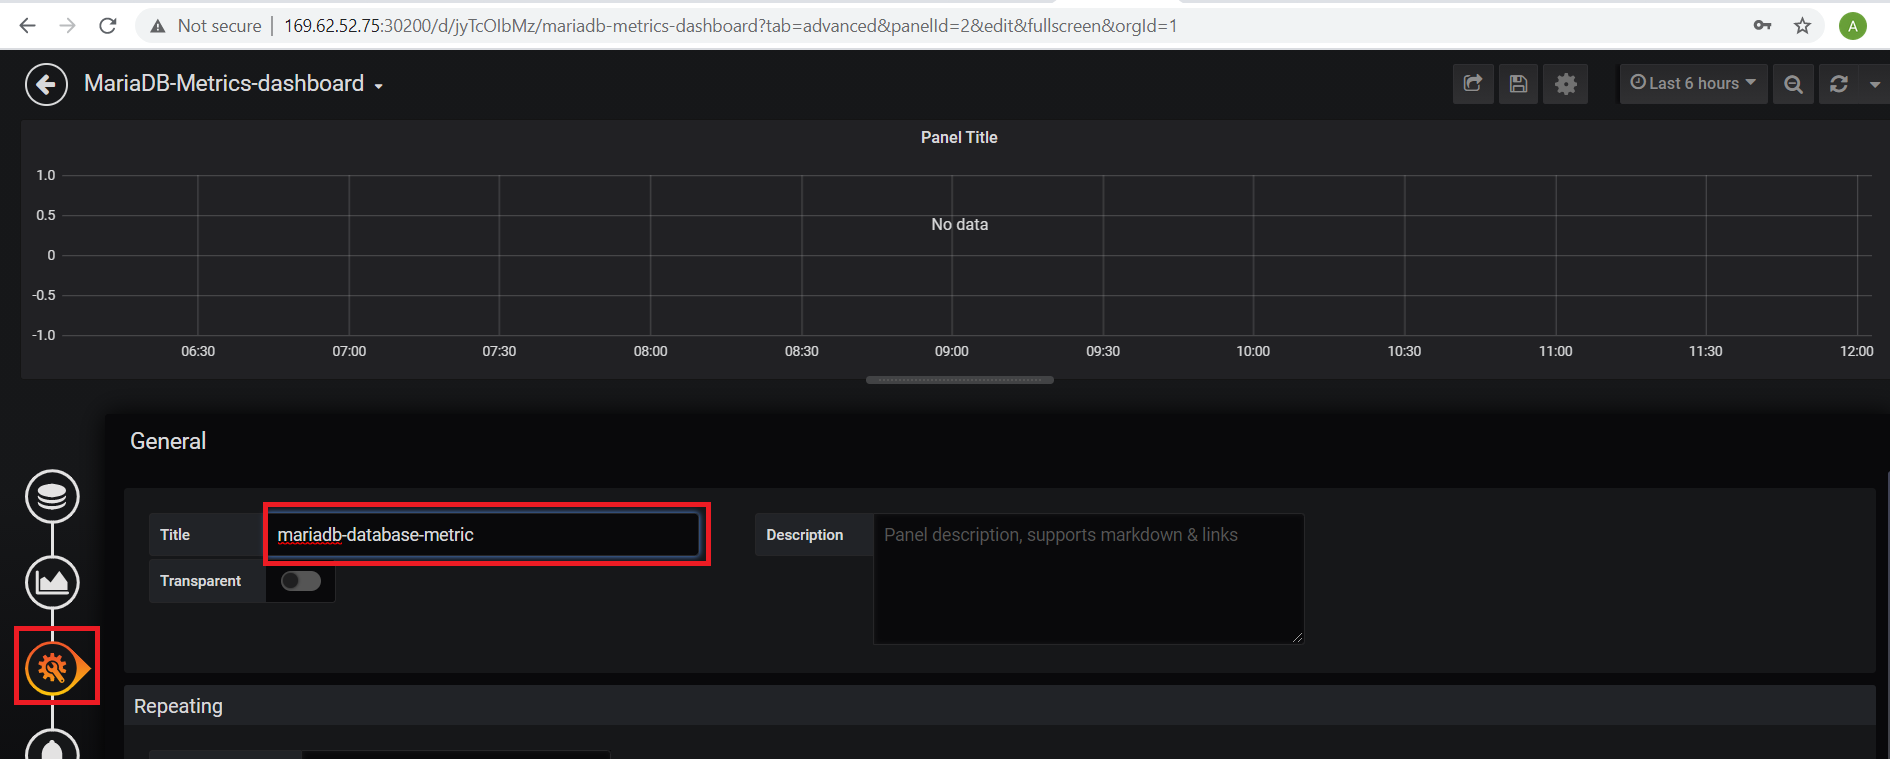 Not secure | 169.62.52.75:30200/d/jyTcOIbMz/mariadb-metrics-dashboard?tab=advanced&panelId=2&edit&fullscreen&orgId=1
A
MariaDB-Metrics-dashboard
Last 6 hours
Panel Title
1.0
0.5
No data
0
-0.5
-1.0
06:30 07:00 07:30 08:00 08:30 09:00 09:30 10:00 10:30 11:00 11:30 12:00
General
Title mariadb-database-metric
Description Panel description, supports markdown & links
Transparent
Repeating